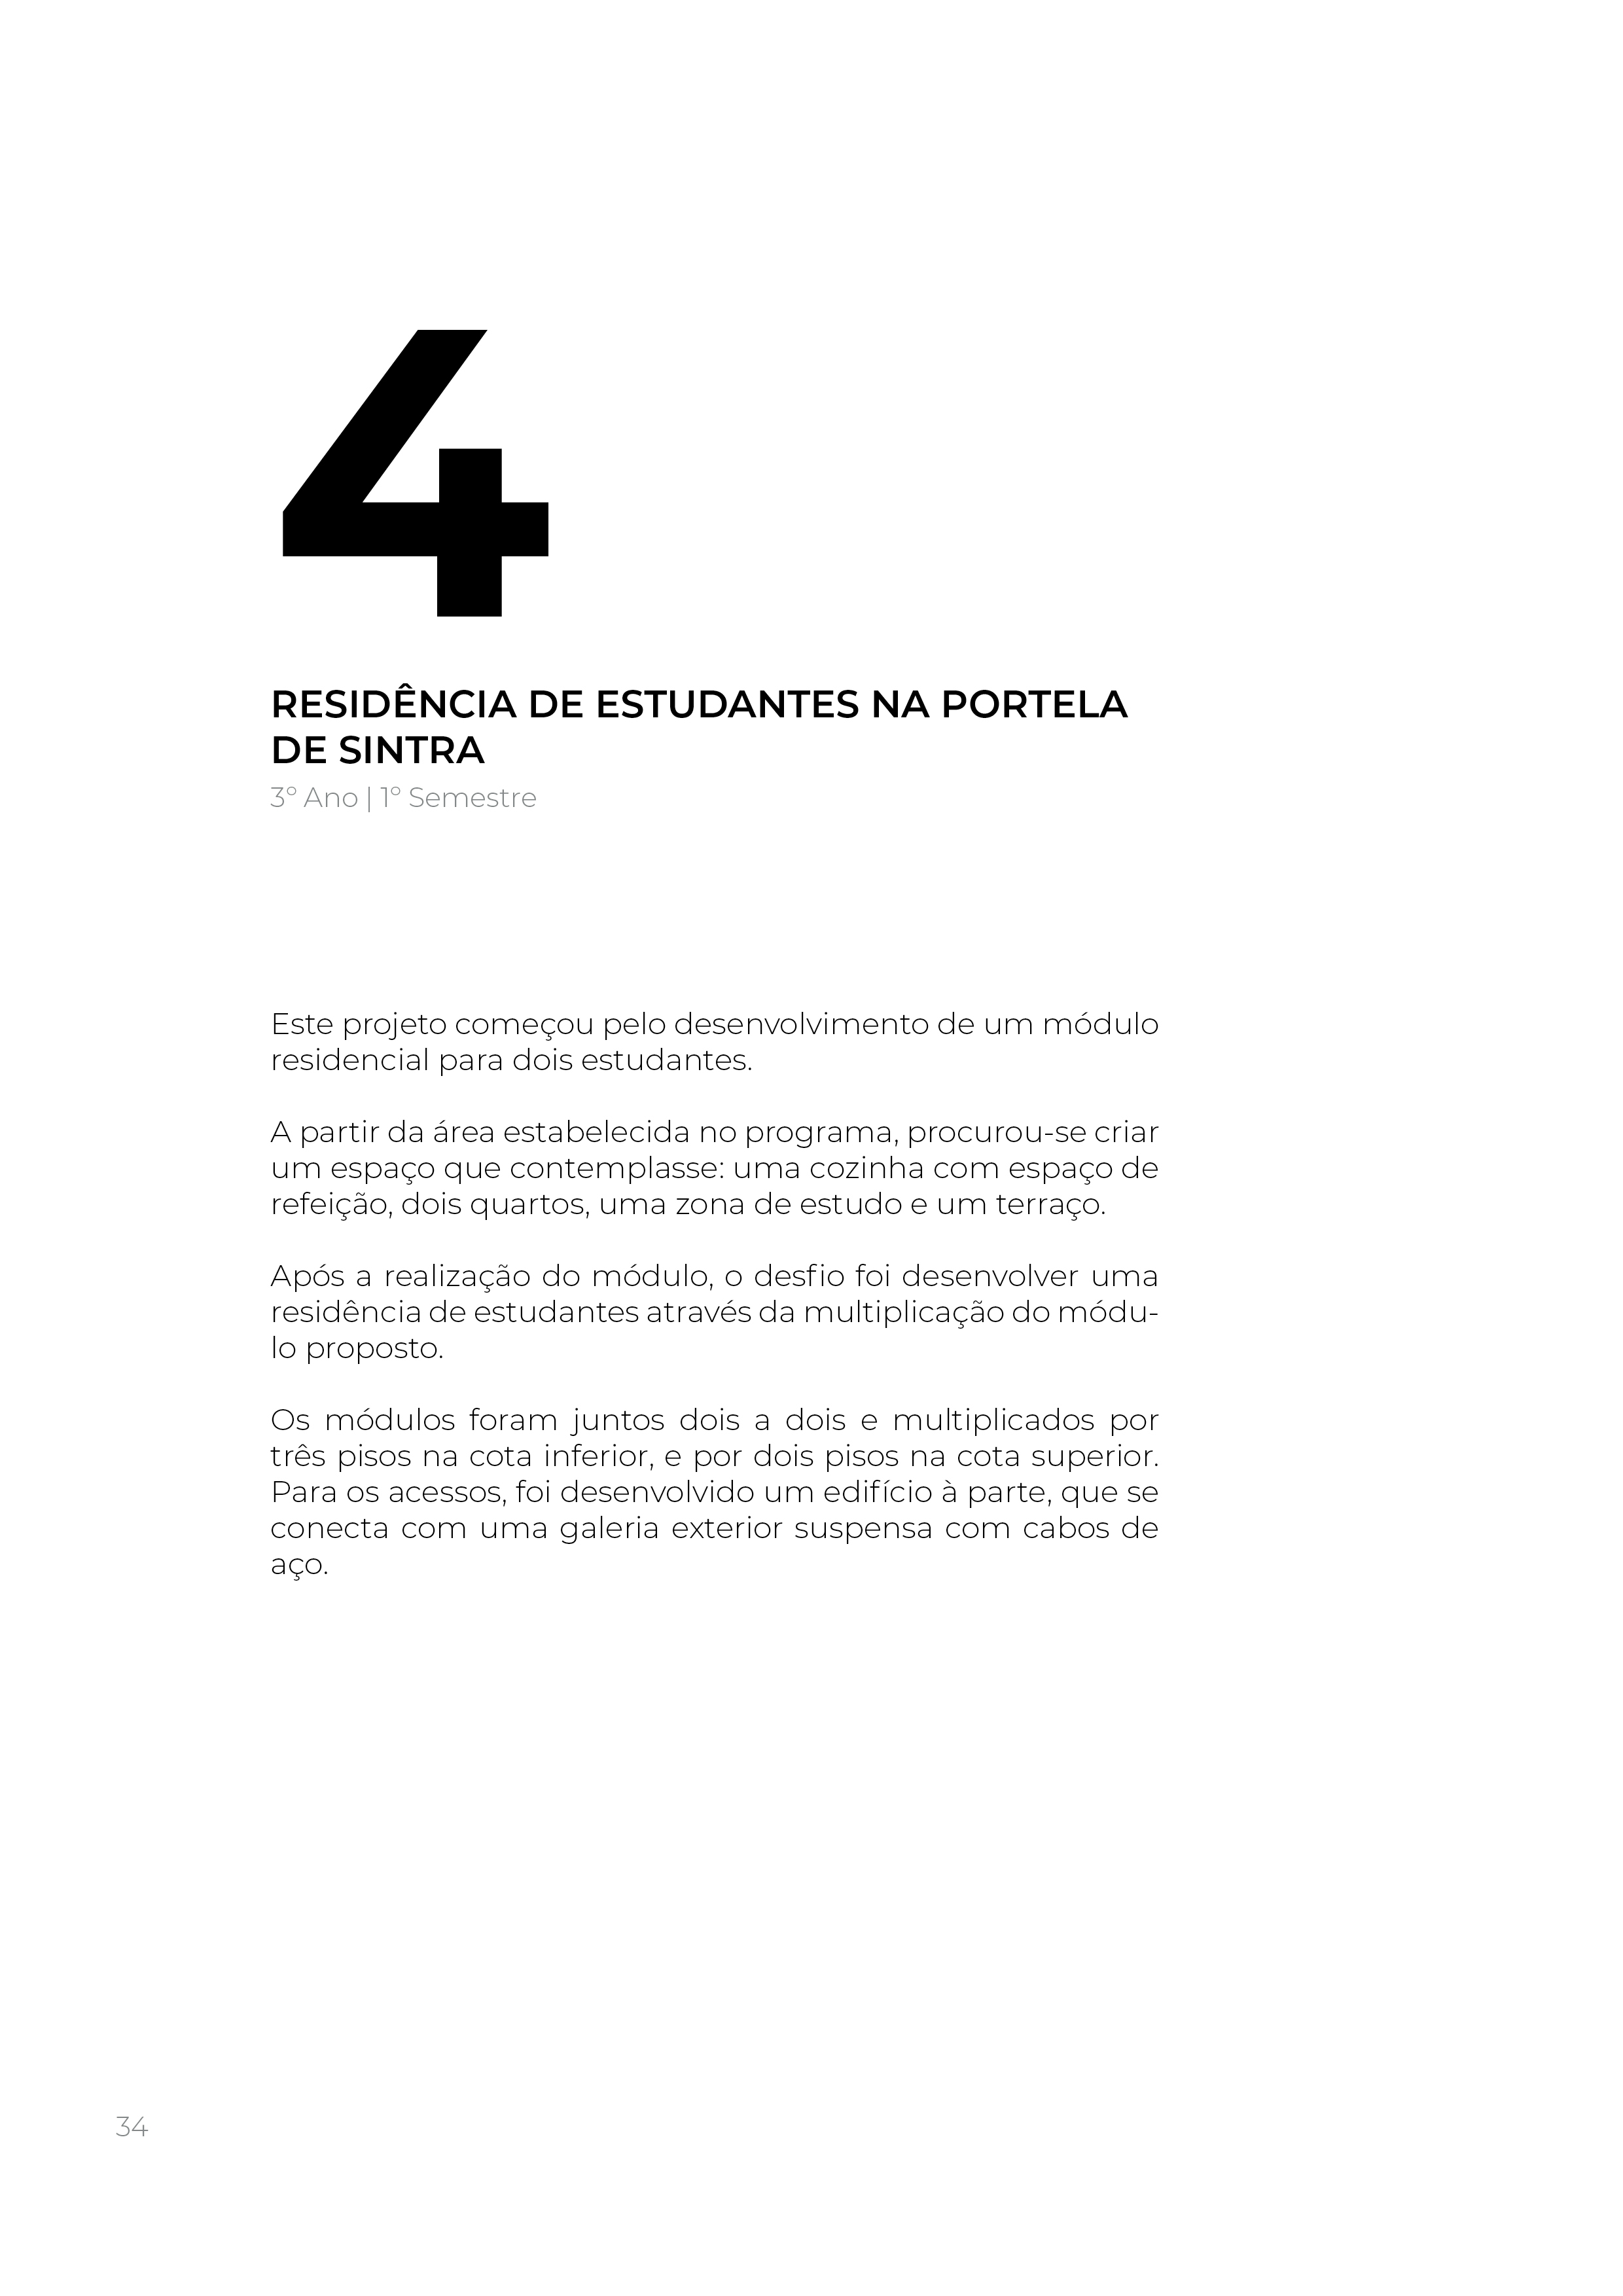 4
RESIDÊNCIA DE ESTUDANTES NA PORTELA
DE SINTRA
3º Ano | 1º Semestre
Este projeto começou pelo desenvolvimento de um módulo
residencial para dois estudantes.
A partir da área estabelecida no programa, procurou-se criar
um espaço que contemplasse: uma cozinha com espaço de
refeição, dois quartos, uma zona de estudo e um terraço.
Após a realização do módulo, o desfio foi desenvolver uma
residência de estudantes através da multiplicação do módu-
lo proposto.
Os módulos foram juntos dois a dois e multiplicados por
três pisos na cota inferior, e por dois pisos na cota superior.
Para os acessos, foi desenvolvido um edifício à parte, que se
conecta com uma galeria exterior suspensa com cabos de
aço.
34